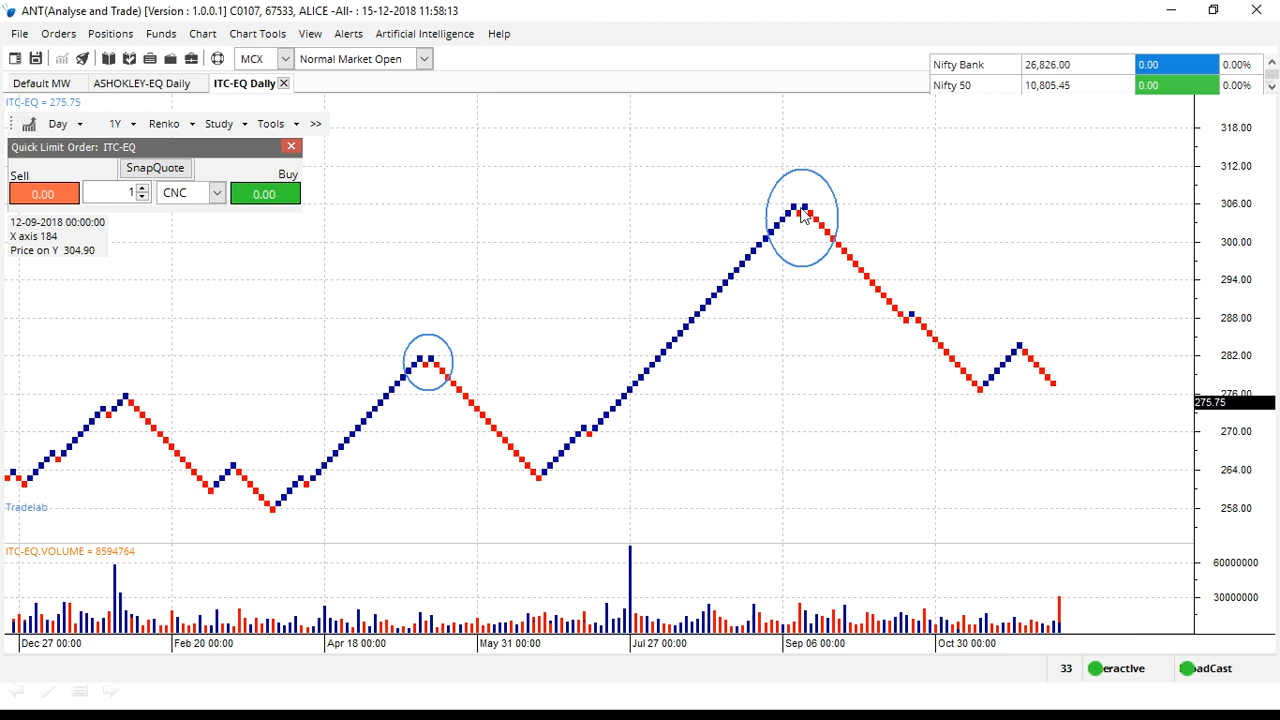 ANT(Analyse and Trade) [Version : 1.0.0.1] C0107, 67533, ALICE -All- : 15-12-2018 11:58:13
File Orders Positions Funds Chart Chart Tools View Alerts Artificial Intelligence Help
MCX Normal Market Open
Nifty Bank 26,826.00 0.00 0.00%
Nifty 50 10,805.45 0.00 0.00%
Default MW ASHOKLEY-EQ Daily ITC-EQ Daily
ITC-EQ = 275.75
Day 1Y Renko Study Tools >>
Quick Limit Order: ITC-EQ
SnapQuote
Sell Buy
0.00 1 CNC 0.00
12-09-2018 00:00:00
X axis 184
Price on Y 304.90
318.00
312.00
306.00
300.00
294.00
288.00
282.00
276.00
275.75
270.00
264.00
258.00
Tradelab
ITC-EQ.VOLUME = 8594764
60000000
30000000
Dec 27 00:00 Feb 20 00:00 Apr 18 00:00 May 31 00:00 Jul 27 00:00 Sep 06 00:00 Oct 30 00:00
33